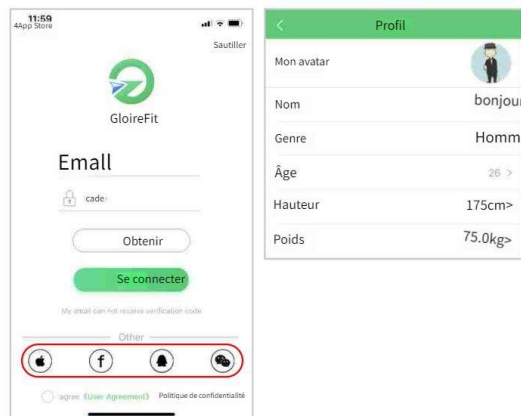 11:59
4App Store
Sautiller
GloireFit
Emall
cade
Obtenir
Se connecter
My email can not receive verification code
Other
agree 《User Agreement》 Politique de confidentialité
Profil
Mon avatar
Nom bonjour
Genre Homm
Âge 26 >
Hauteur 175cm>
Poids 75.0kg>